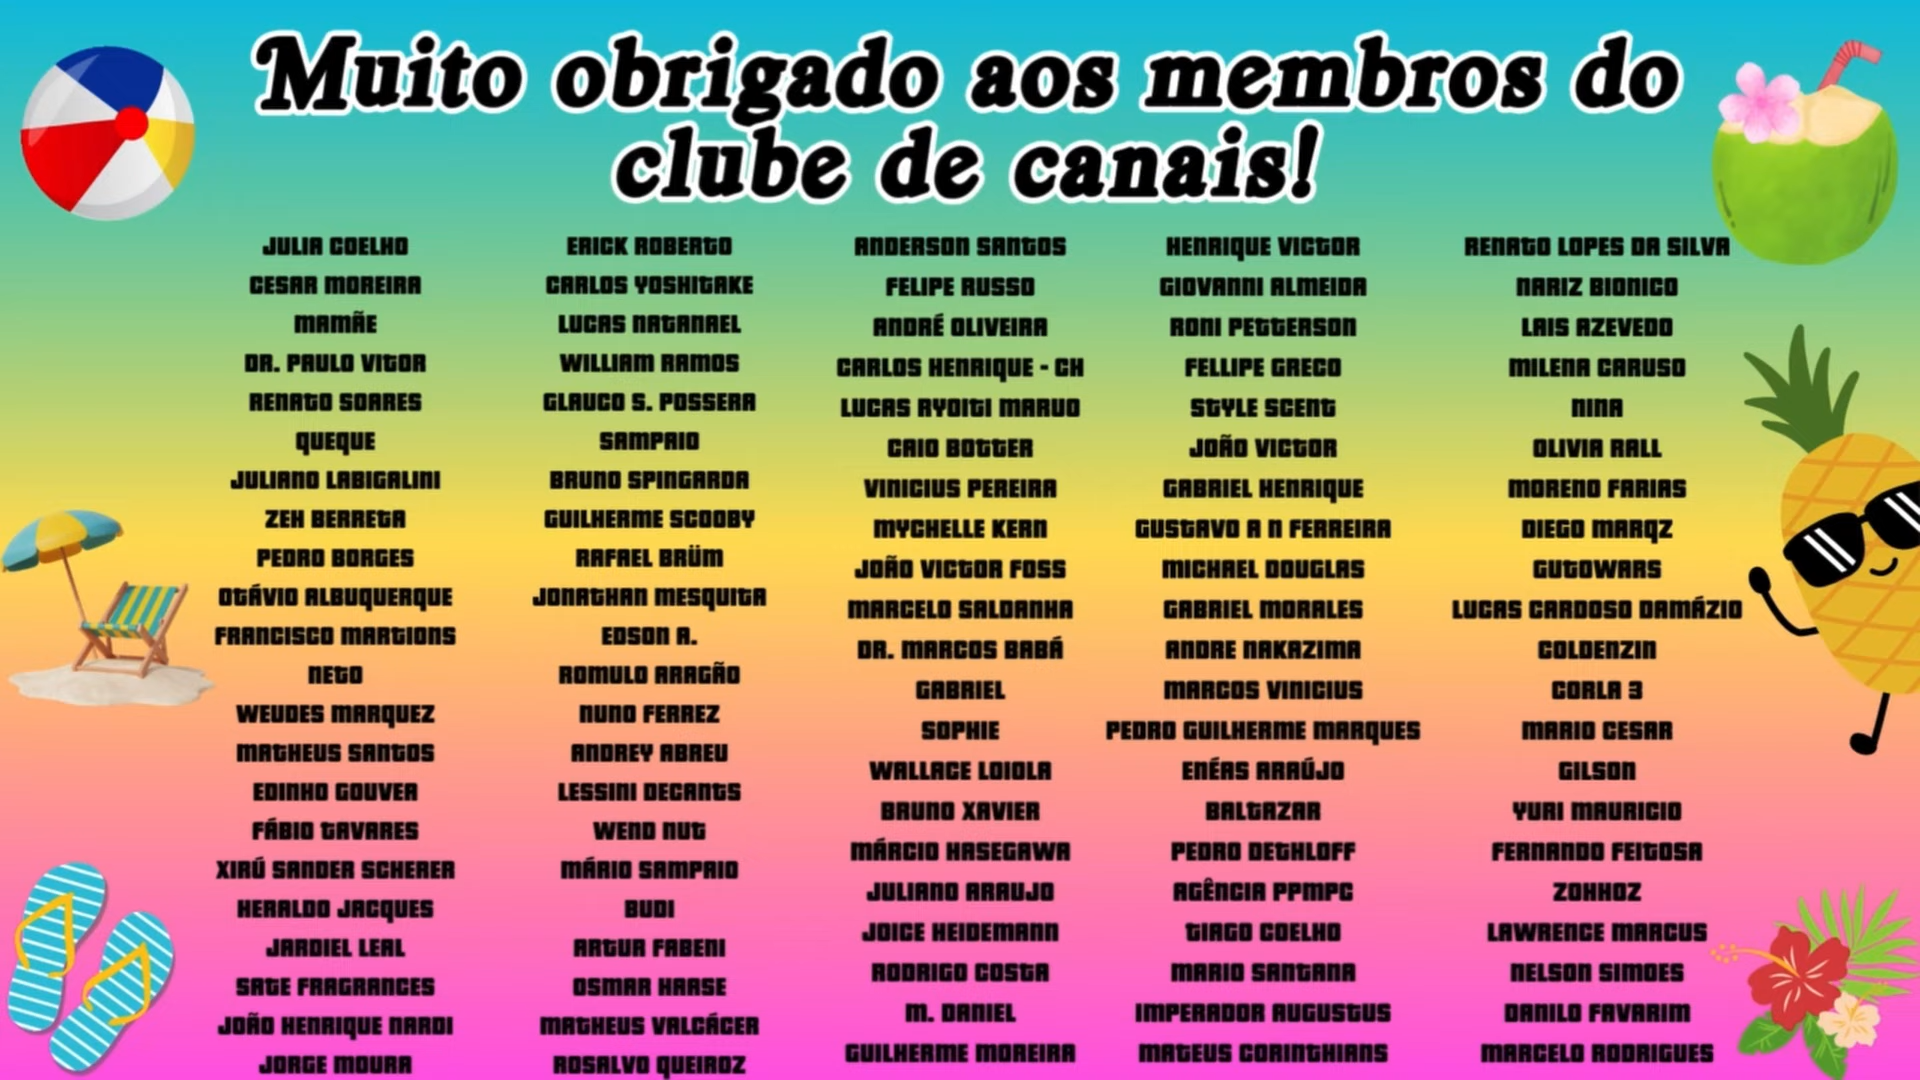 Muito obrigado aos membros do
clube de canais!
JULIA COELHO
CESAR MOREIRA
MAMÃE
DR. PAULO VITOR
RENATO SOARES
QUEQUE
JULIANO LABIGALINI
ZEH BERRETA
PEDRO BORGES
OTÁVIO ALBUQUERQUE
FRANCISCO MARTIONS
NETO
WEUDES MARQUEZ
MATHEUS SANTOS
EDINHO GOUVER
FÁBIO TAVARES
XIRÚ SANDER SCHERER
HERALDO JACQUES
JARDIEL LEAL
SATE FRAGRANCES
JOÃO HENRIQUE NARDI
JORGE MOURA
ERICK ROBERTO
CARLOS YOSHITAKE
LUCAS NATANAEL
WILLIAM RAMOS
GLAUCO S. POSSERA
SAMPAIO
BRUNO SPINGARDA
GUILHERME SCOOBY
RAFAEL BRÜM
JONATHAN MESQUITA
EDSON A.
ROMULO ARAGÃO
NUNO FERREZ
ANDREY ABREU
LESSINI DECANTS
WEND NUT
MÁRIO SAMPAIO
BUDI
ARTUR FABENI
OSMAR HAASE
MATHEUS VALCÁCER
ROSALVO QUEIROZ
ANDERSON SANTOS
FELIPE RUSSO
ANDRÉ OLIVEIRA
CARLOS HENRIQUE - CH
LUCAS RYOITI MARUO
CAIO BOTTER
VINICIUS PEREIRA
MYCHELLE KERN
JOÃO VICTOR FOSS
MARCELO SALDANHA
DR. MARCOS BABÁ
GABRIEL
SOPHIE
WALLACE LOIOLA
BRUNO XAVIER
MÁRCIO HASEGAWA
JULIANO ARAUJO
JOICE HEIDEMANN
RODRIGO COSTA
M. DANIEL
GUILHERME MOREIRA
HENRIQUE VICTOR
GIOVANNI ALMEIDA
RONI PETTERSON
FELLIPE GRECO
STYLE SCENT
JOÃO VICTOR
GABRIEL HENRIQUE
GUSTAVO A N FERREIRA
MICHAEL DOUGLAS
GABRIEL MORALES
ANDRE NAKAZIMA
MARCOS VINICIUS
PEDRO GUILHERME MARQUES
ENÉAS ARAÚJO
BALTAZAR
PEDRO DETHLOFF
AGÊNCIA PPMPC
TIAGO COELHO
MARIO SANTANA
IMPERADOR AUGUSTUS
MATEUS CORINTHIANS
RENATO LOPES DA SILVA
NARIZ BIONICO
LAIS AZEVEDO
MILENA CARUSO
NINA
OLIVIA RALL
MORENO FARIAS
DIEGO MARQZ
GUTOWARS
LUCAS CARDOSO DAMÁZIO
COLDENZIN
CORLA 3
MARIO CESAR
GILSON
YURI MAURICIO
FERNANDO FEITOSA
ZOHHOZ
LAWRENCE MARCUS
NELSON SIMOES
DANILO FAVARIM
MARCELO RODRIGUES